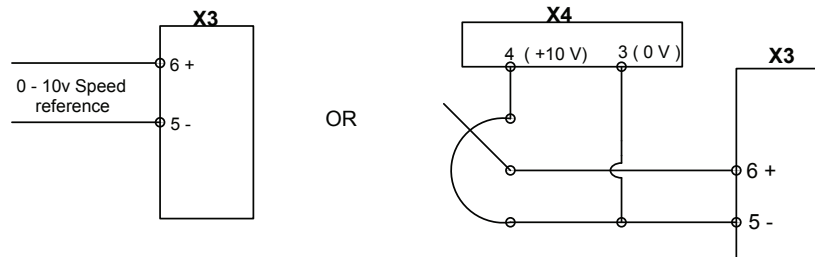 X3
6 +
0 - 10v Speed
reference
5 -
OR
X4
4 ( +10 V)
3 ( 0 V )
X3
6 +
5 -